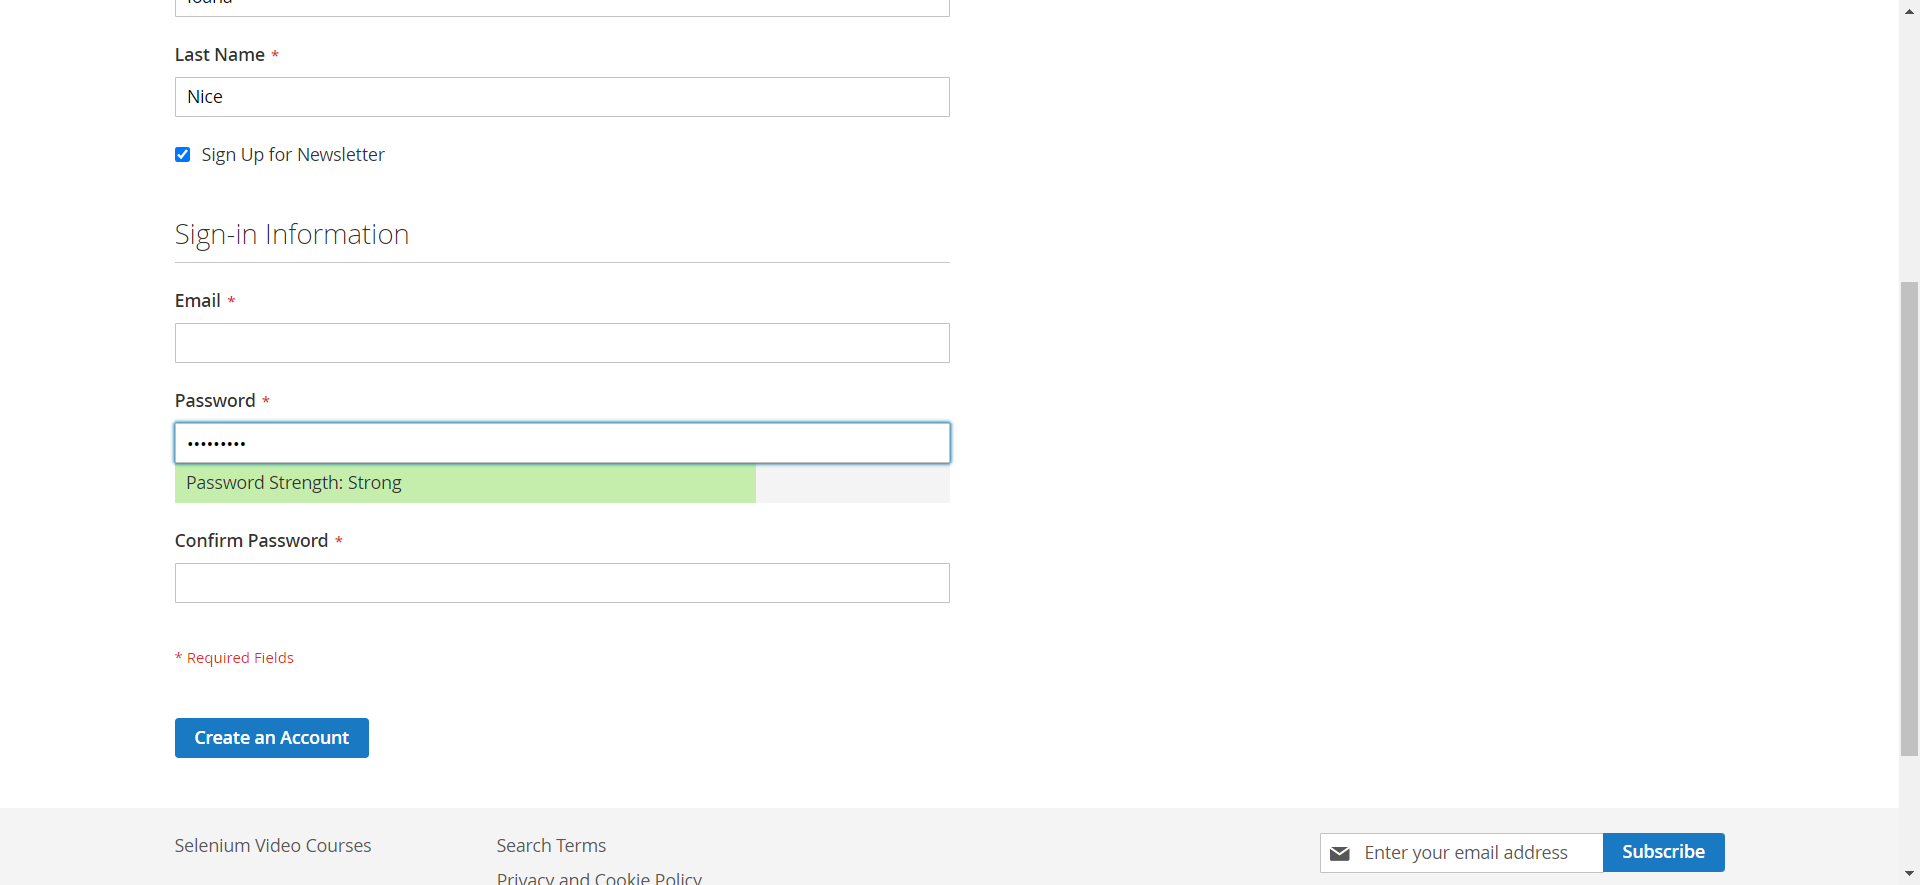 Last Name *
Nice
Sign Up for Newsletter
Sign-in Information
Email *
Password *
•••••••••
Password Strength: Strong
Confirm Password *
* Required Fields
Create an Account
Selenium Video Courses
Search Terms
Enter your email address
Subscribe
Privacy and Cookie Policy